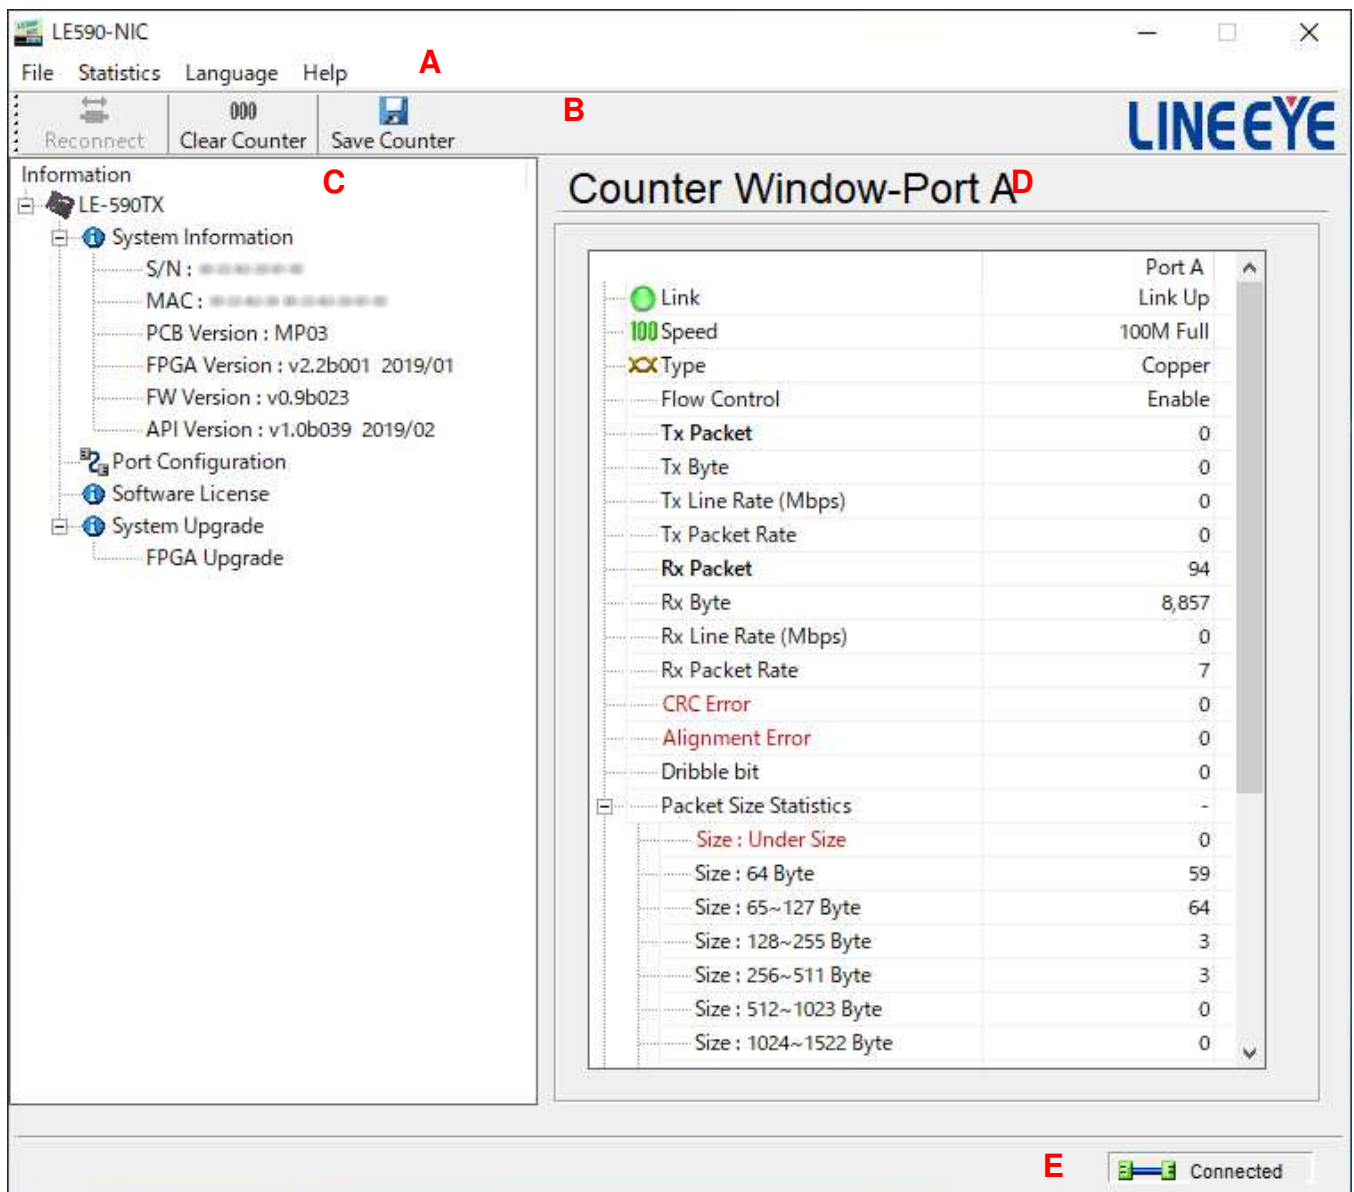 LE590-NIC
File Statistics Language Help A
Reconnect 000 Clear Counter Save Counter B LINEEYE
Information C
LE-590TX
System Information
S/N :
MAC :
PCB Version : MP03
FPGA Version : v2.2b001 2019/01
FW Version : v0.9b023
API Version : v1.0b039 2019/02
Port Configuration
Software License
System Upgrade
FPGA Upgrade
Counter Window-Port A D
Port A
Link Link Up
100 Speed 100M Full
Type Copper
Flow Control Enable
Tx Packet 0
Tx Byte 0
Tx Line Rate (Mbps) 0
Tx Packet Rate 0
Rx Packet 94
Rx Byte 8,857
Rx Line Rate (Mbps) 0
Rx Packet Rate 7
CRC Error 0
Alignment Error 0
Dribble bit 0
Packet Size Statistics -
Size : Under Size 0
Size : 64 Byte 59
Size : 65~127 Byte 64
Size : 128~255 Byte 3
Size : 256~511 Byte 3
Size : 512~1023 Byte 0
Size : 1024~1522 Byte 0
E Connected